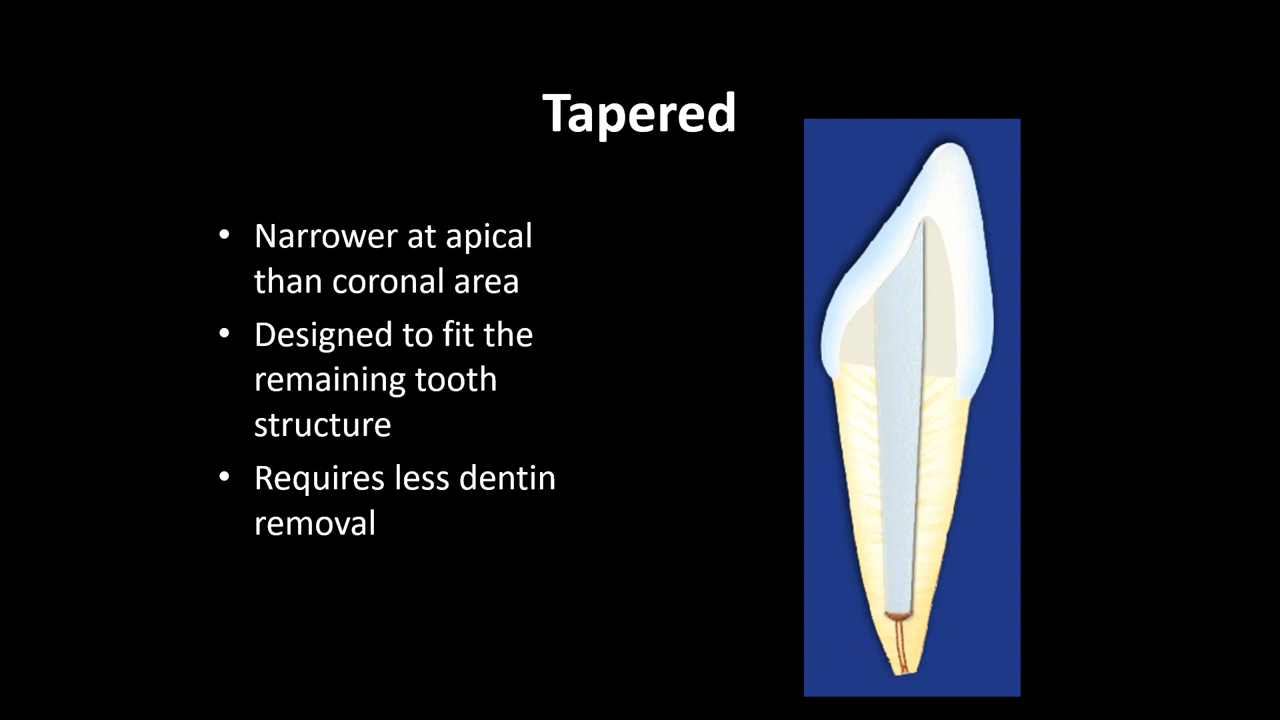 Tapered
• Narrower at apical
than coronal area
• Designed to fit the
remaining tooth
structure
• Requires less dentin
removal